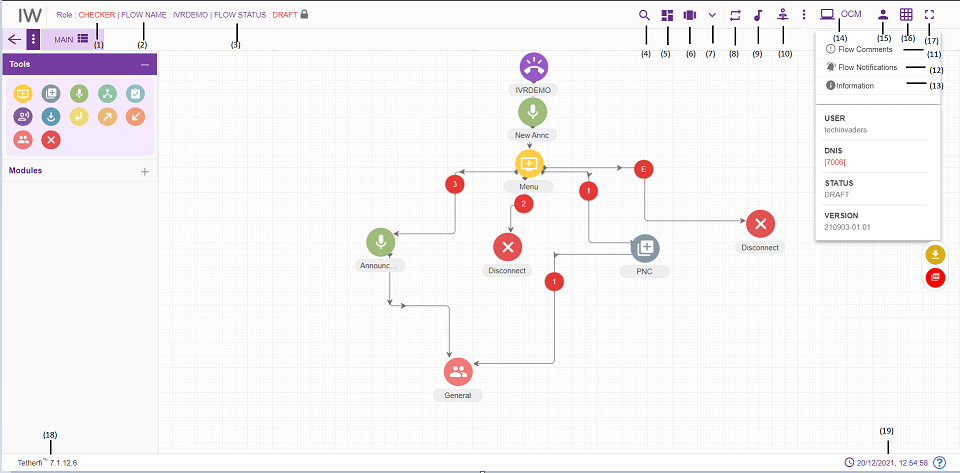 IW Role : CHECKER | FLOW NAME : IVRDEMO | FLOW STATUS : DRAFT OCM
(1) (2) (3) (4) (5) (6) (7) (8) (9) (10) (14) (15) (16) (17)
MAIN
Tools
Modules
IVRDEMO
New Annc
Menu
3
2
1
E
Announc...
Disconnect
PNC
Disconnect
1
General
Flow Comments (11)
Flow Notifications (12)
Information (13)
USER
techinvaders
DNIS
[7006]
STATUS
DRAFT
VERSION
210903-01.01
(18)
Tetherfi™ 7.1.12.6
(19)
20/12/2021, 12:54:58 ?